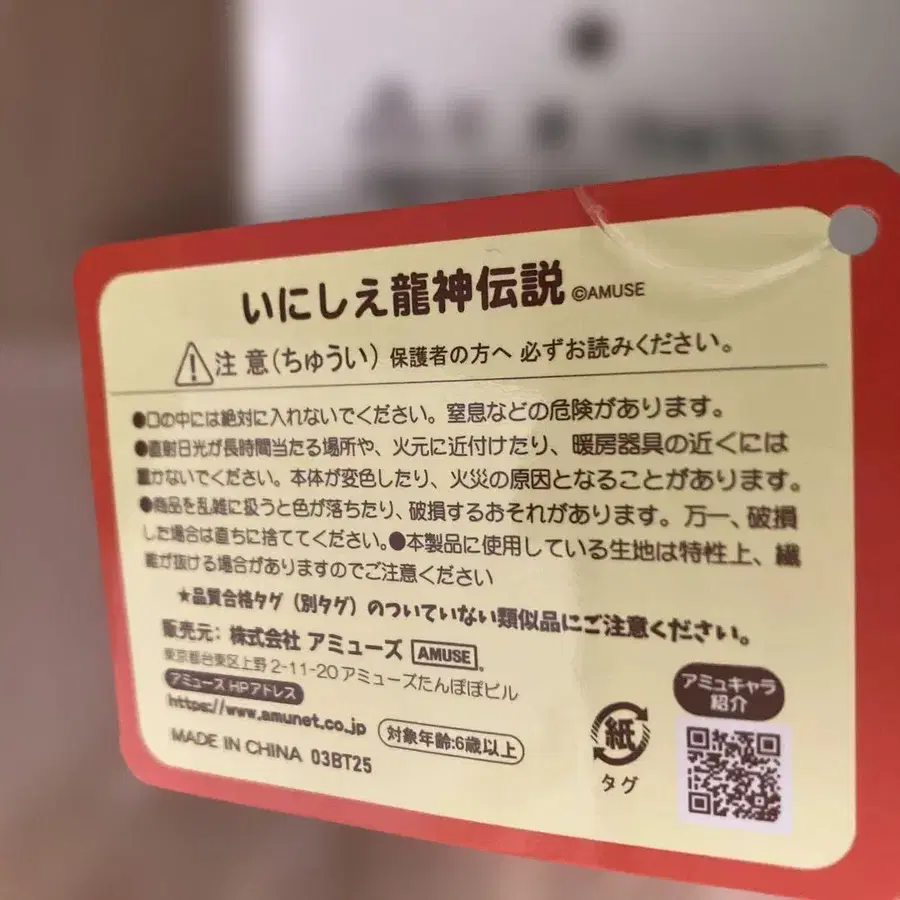 いにしえ龍神伝説 ©AMUSE
注意(ちゅうい) 保護者の方へ 必ずお読みください。
●口の中には絶対に入れないでください。窒息などの危険があります。
●直射日光が長時間当たる場所や、火元に近付けたり、暖房器具の近くには
置かないでください。本体が変色したり、火災の原因となることがあります。
●商品を乱雑に扱うと色が落ちたり、破損するおそれがあります。万一、破損
した場合は直ちに捨ててください。●本製品に使用している生地は特性上、繊
維が抜ける場合がありますのでご注意ください
★品質合格タグ（別タグ）のついていない類似品にご注意ください。
販売元：株式会社 アミューズ AMUSE
東京都台東区上野2-11-20アミューズたんぽぽビル
アミューズ HPアドレス
https://www.amunet.co.jp
対象年齢:6歳以上
MADE IN CHINA 03BT25
紙
タグ
アミュキャラ
紹介